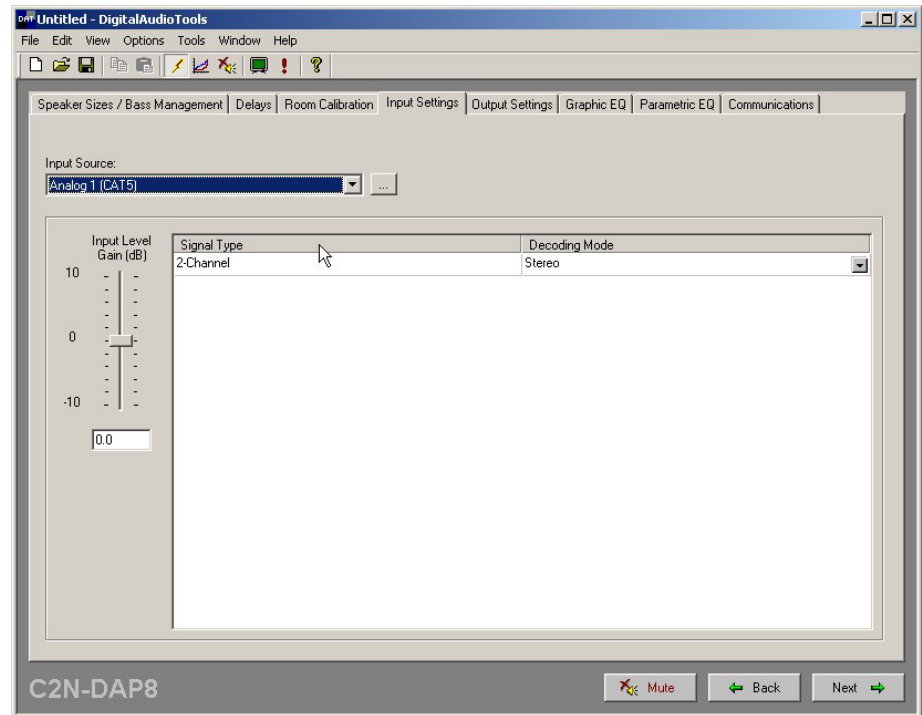 DAT Untitled - DigitalAudioTools
File Edit View Options Tools Window Help
Speaker Sizes / Bass Management Delays Room Calibration Input Settings Output Settings Graphic EQ Parametric EQ Communications
Input Source:
Analog 1 (CAT5) ...
Input Level
Gain (dB)
Signal Type Decoding Mode
2-Channel Stereo
10
0
-10
0.0
C2N-DAP8 Mute Back Next